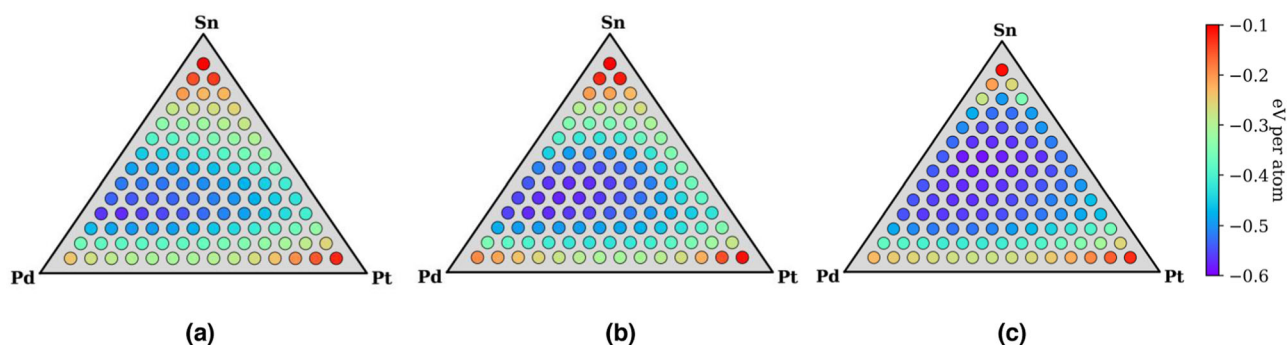 Sn
Sn
Sn
Pd
Pt
Pd
Pt
Pd
Pt
−0.1
−0.2
−0.3
−0.4
−0.5
−0.6
eV per atom
(a)
(b)
(c)